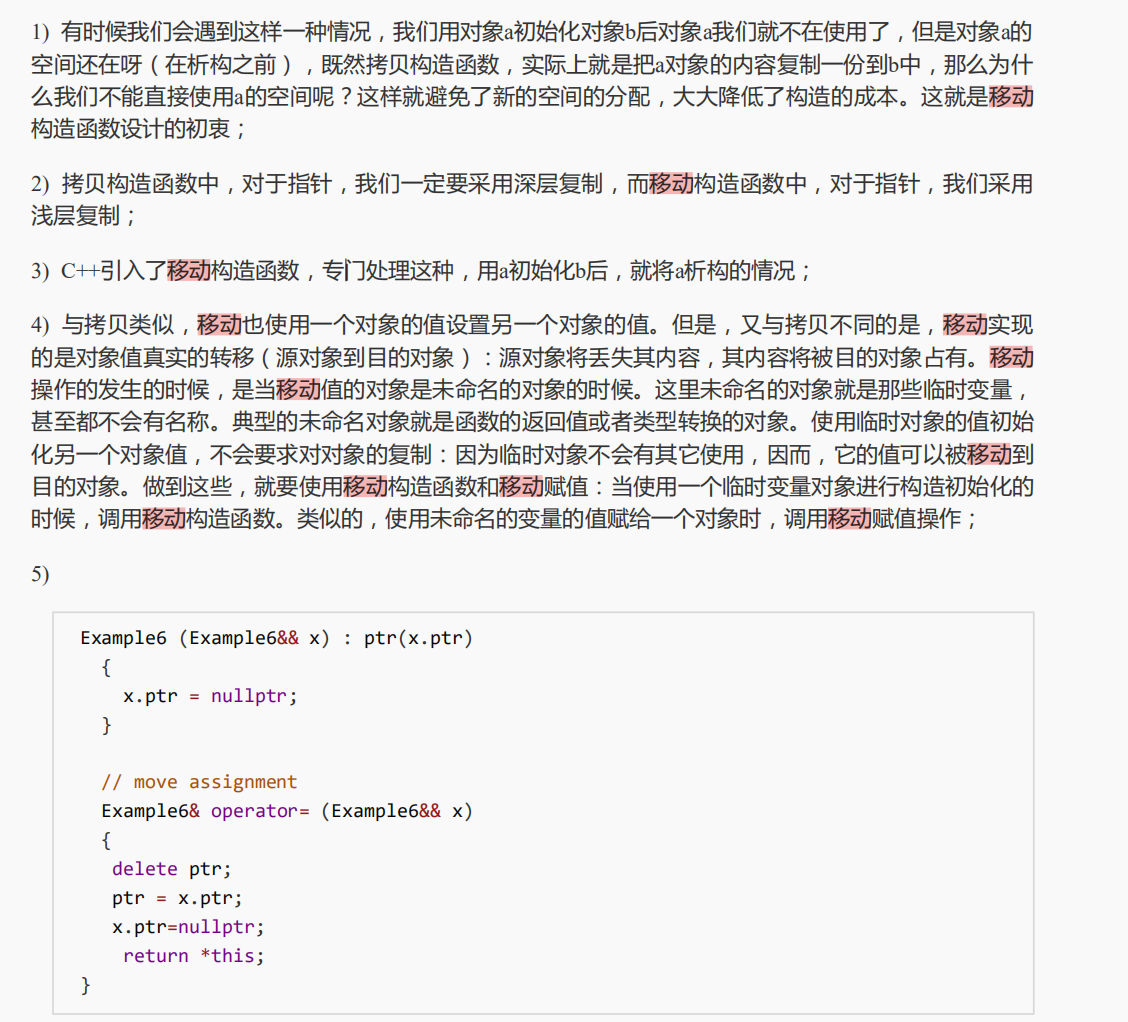 1) 有时候我们会遇到这样一种情况，我们用对象a初始化对象b后对象a我们就不在使用了，但是对象a的
空间还在呀（在析构之前），既然拷贝构造函数，实际上就是把a对象的内容复制一份到b中，那么为什
么我们不能直接使用a的空间呢？这样就避免了新的空间的分配，大大降低了构造的成本。这就是移动
构造函数设计的初衷；
2) 拷贝构造函数中，对于指针，我们一定要采用深层复制，而移动构造函数中，对于指针，我们采用
浅层复制；
3) C++引入了移动构造函数，专门处理这种，用a初始化b后，就将a析构的情况；
4) 与拷贝类似，移动也使用一个对象的值设置另一个对象的值。但是，又与拷贝不同的是，移动实现
的是对象值真实的转移（源对象到目的对象）：源对象将丢失其内容，其内容将被目的对象占有。移动
操作的发生的时候，是当移动值的对象是未命名的对象的时候。这里未命名的对象就是那些临时变量，
甚至都不会有名称。典型的未命名对象就是函数的返回值或者类型转换的对象。使用临时对象的值初始
化另一个对象值，不会要求对对象的复制：因为临时对象不会有其它使用，因而，它的值可以被移动到
目的对象。做到这些，就要使用移动构造函数和移动赋值：当使用一个临时变量对象进行构造初始化的
时候，调用移动构造函数。类似的，使用未命名的变量的值赋给一个对象时，调用移动赋值操作；
5)
Example6 (Example6&& x) : ptr(x.ptr)
{
x.ptr = nullptr;
}
// move assignment
Example6& operator= (Example6&& x)
{
delete ptr;
ptr = x.ptr;
x.ptr=nullptr;
return *this;
}